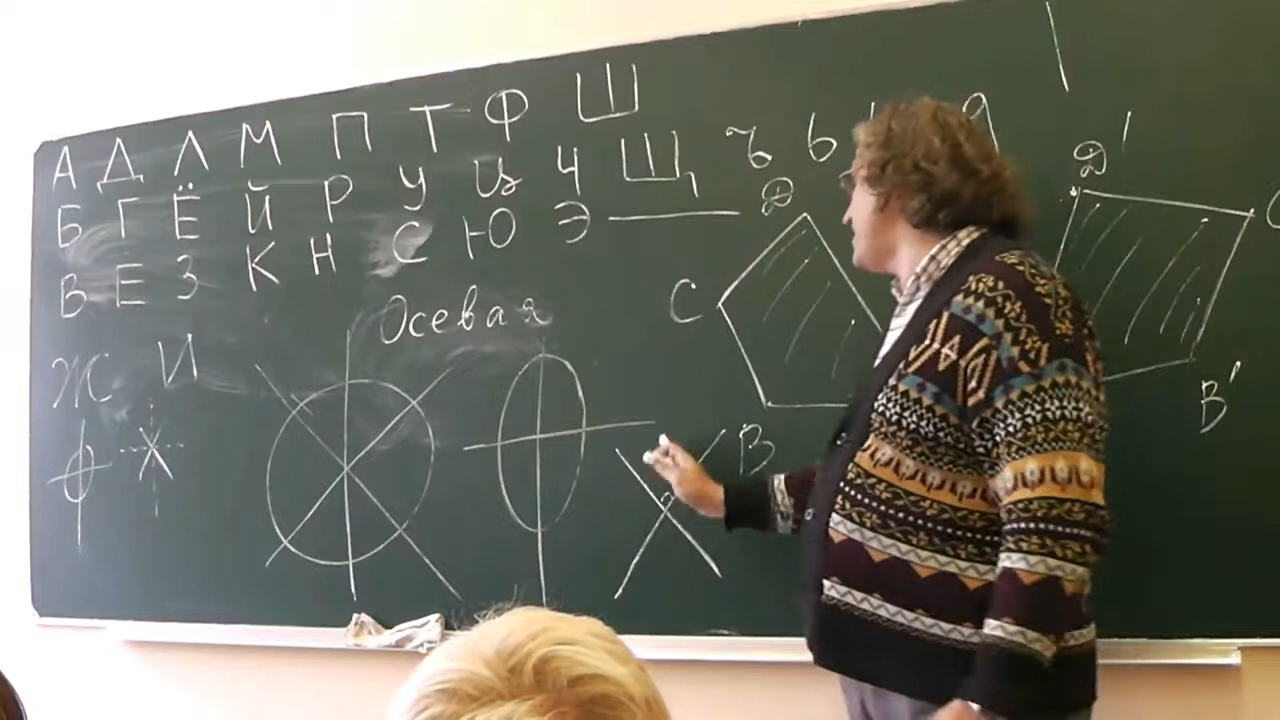 А Д Л М П Т Ф Ш
Б Г Ё Й Р У Ц Ч Щ Ъ Ь
В Е З К Н С Ю Э
Ж И
Осевая
Д
С
В
Д'
С
В'